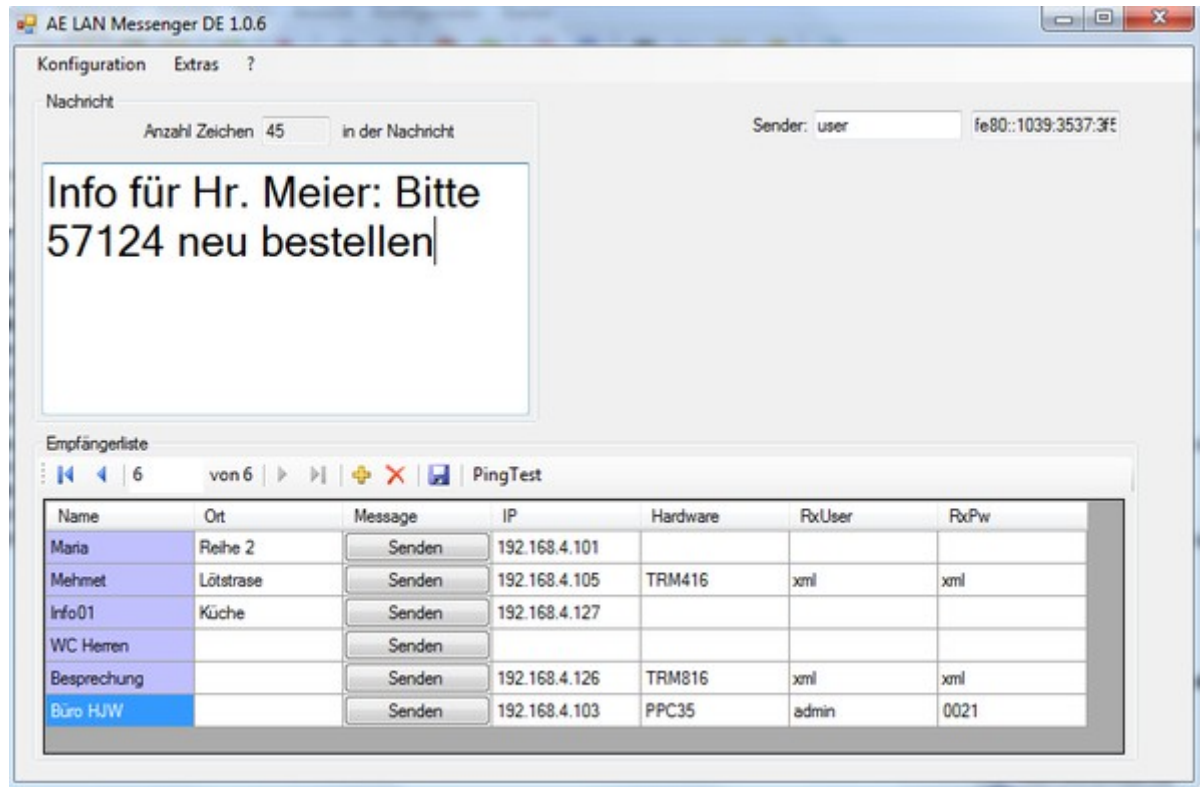 AE LAN Messenger DE 1.0.6
Konfiguration Extras ?
Nachricht
Anzahl Zeichen 45 in der Nachricht
Sender: user fe80::1039:3537:3f5
Info für Hr. Meier: Bitte
57124 neu bestellen
Empfängerliste
6 von 6 PingTest
Name Ort Message IP Hardware RxUser RxPw
Maria Reihe 2 Senden 192.168.4.101
Mehmet Lötstrase Senden 192.168.4.105 TRM416 xml xml
Info01 Küche Senden 192.168.4.127
WC Herren Senden
Besprechung Senden 192.168.4.126 TRM816 xml xml
Büro HJW Senden 192.168.4.103 PPC35 admin 0021